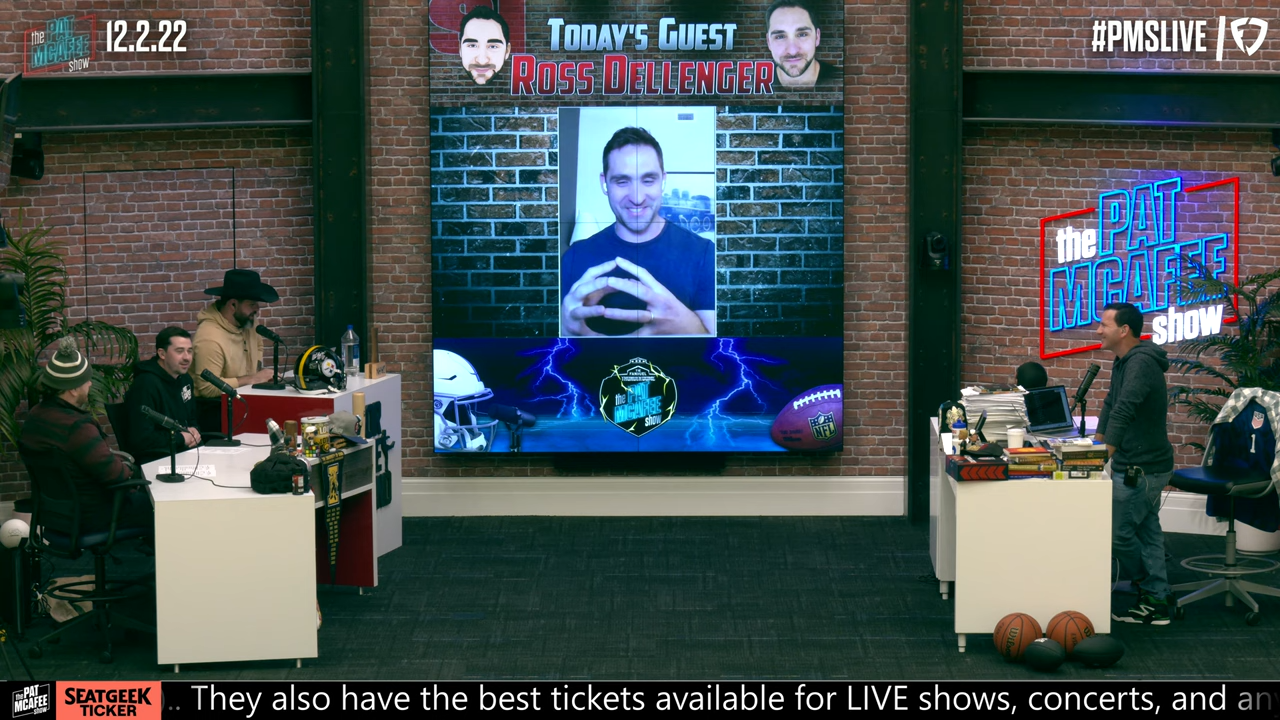 the PAT MCAFEE show
12.2.22
#PMSLIVE
TODAY'S GUEST
ROSS DELLENGER
the PAT MCAFEE show
the PAT MCAFEE show
NFL
1
the PAT MCAFEE show
SEATGEEK TICKER
.. They also have the best tickets available for LIVE shows, concerts, and an